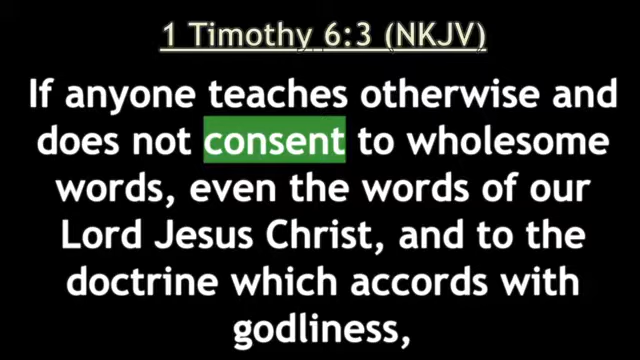 1 Timothy 6:3 (NKJV)
If anyone teaches otherwise and
does not consent to wholesome
words, even the words of our
Lord Jesus Christ, and to the
doctrine which accords with
godliness,